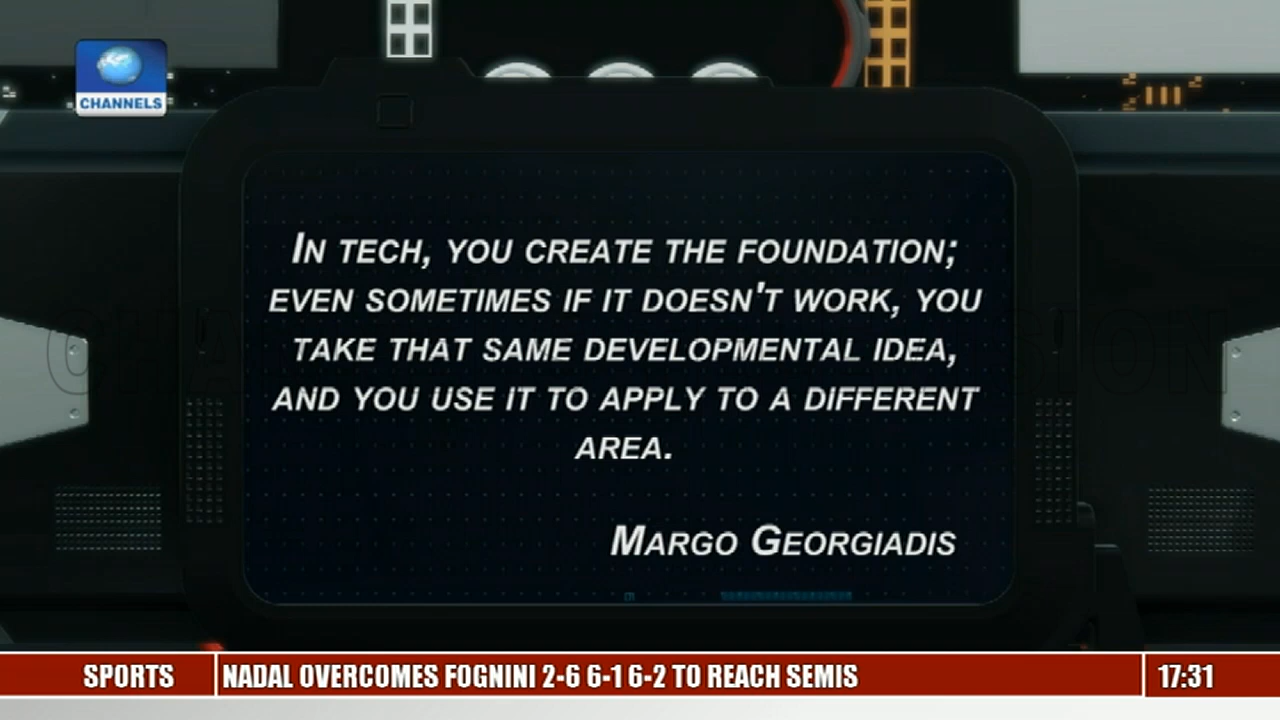 CHANNELS
IN TECH, YOU CREATE THE FOUNDATION;
EVEN SOMETIMES IF IT DOESN'T WORK, YOU
TAKE THAT SAME DEVELOPMENTAL IDEA,
AND YOU USE IT TO APPLY TO A DIFFERENT
AREA.
MARGO GEORGIADIS
SPORTS NADAL OVERCOMES FOGNINI 2-6 6-1 6-2 TO REACH SEMIS 17:31